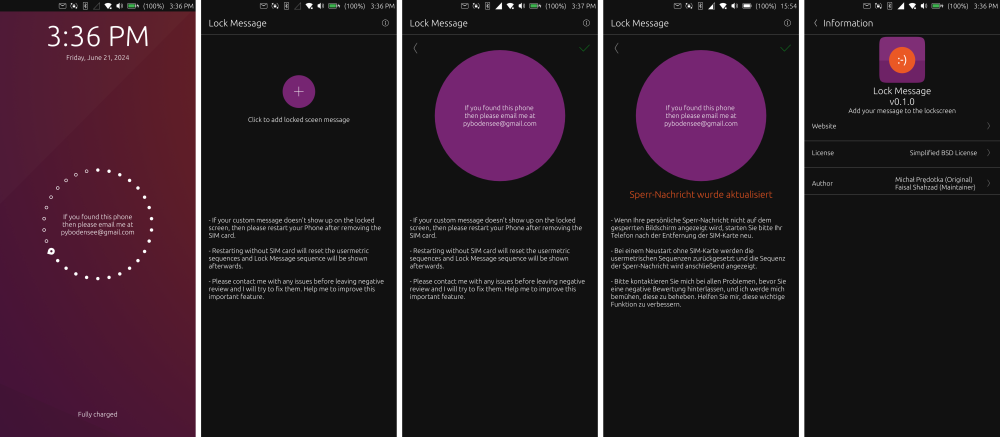 (100%) 3:36 PM
3:36 PM
Friday, June 21, 2024
If you found this phone
then please email me at
pybodensee@gmail.com
Fully charged
(100%) 3:36 PM
Lock Message
Click to add locked sceen message
- If your custom message doesn't show up on the locked
screen, then please restart your Phone after removing the
SIM card.
- Restarting without SIM card will reset the usermetric
sequences and Lock Message sequence will be shown
afterwards.
- Please contact me with any issues before leaving negative
review and I will try to fix them. Help me to improve this
important feature.
(100%) 3:37 PM
Lock Message
If you found this phone
then please email me at
pybodensee@gmail.com
- If your custom message doesn't show up on the locked
screen, then please restart your Phone after removing the
SIM card.
- Restarting without SIM card will reset the usermetric
sequences and Lock Message sequence will be shown
afterwards.
- Please contact me with any issues before leaving negative
review and I will try to fix them. Help me to improve this
important feature.
(100%) 15:54
Lock Message
If you found this phone
then please email me at
pybodensee@gmail.com
Sperr-Nachricht wurde aktualisiert
- Wenn Ihre persönliche Sperr-Nachricht nicht auf dem
gesperrten Bildschirm angezeigt wird, starten Sie bitte Ihr
Telefon nach der Entfernung der SIM-Karte neu.
- Bei einem Neustart ohne SIM-Karte werden die
usermetrischen Sequenzen zurückgesetzt und die Sequenz
der Sperr-Nachricht wird anschließend angezeigt.
- Bitte kontaktieren Sie mich bei allen Problemen, bevor Sie
eine negative Bewertung hinterlassen, und ich werde mich
bemühen, diese zu beheben. Helfen Sie mir, diese wichtige
Funktion zu verbessern.
(100%) 3:36 PM
Information
:-)
Lock Message
v0.1.0
Add your message to the lockscreen
Website
License Simplified BSD License
Author Michał Prędotka (Original)
Faisal Shahzad (Maintainer)